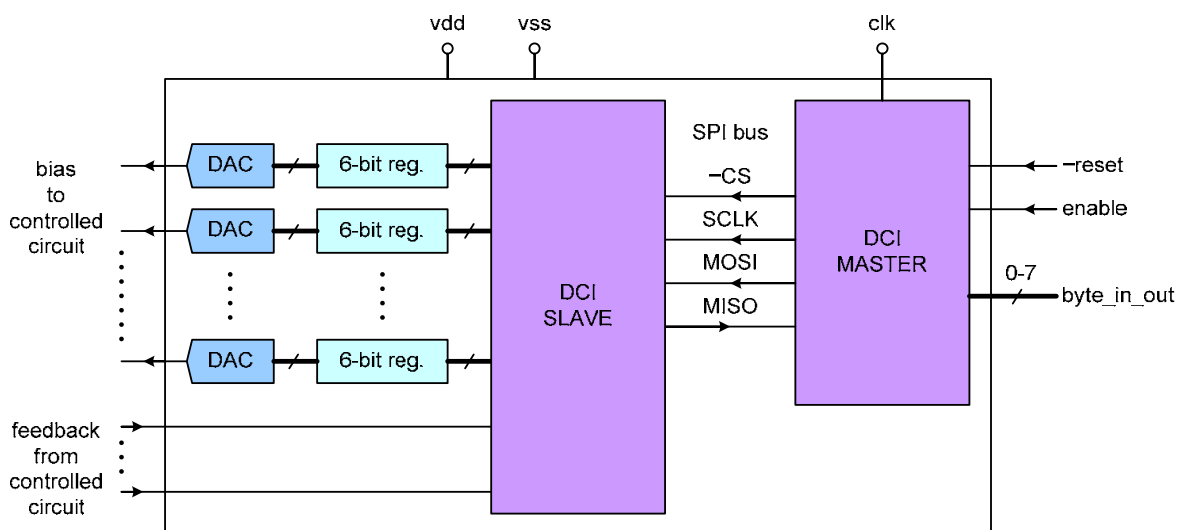 vdd
vss
clk
bias
to
controlled
circuit
DAC
6-bit reg.
DAC
6-bit reg.
DAC
6-bit reg.
feedback
from
controlled
circuit
DCI
SLAVE
SPI bus
−CS
SCLK
MOSI
MISO
DCI
MASTER
−reset
enable
0-7
byte_in_out